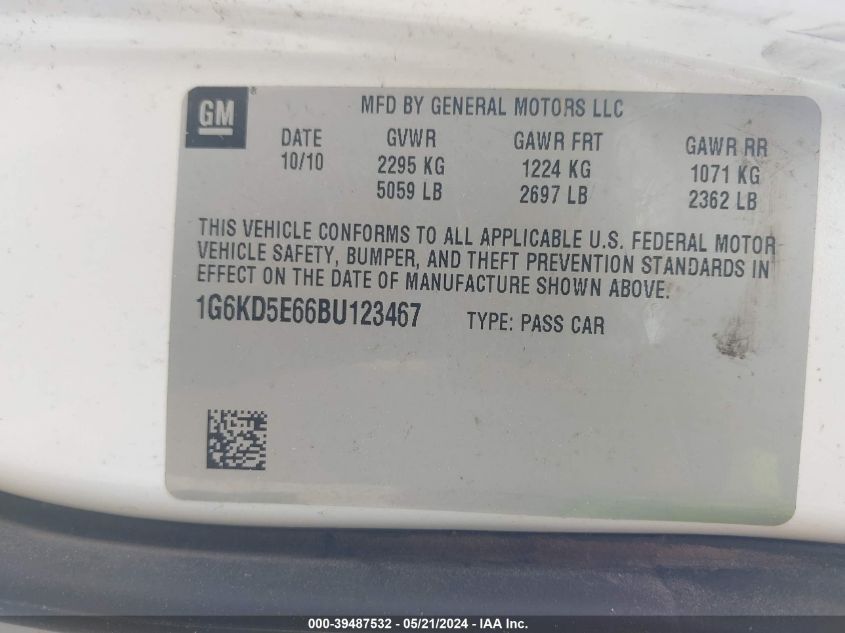 GM
MFD BY GENERAL MOTORS LLC
DATE GVWR GAWR FRT GAWR RR
10/10 2295 KG 1224 KG 1071 KG
5059 LB 2697 LB 2362 LB
THIS VEHICLE CONFORMS TO ALL APPLICABLE U.S. FEDERAL MOTOR
VEHICLE SAFETY, BUMPER, AND THEFT PREVENTION STANDARDS IN
EFFECT ON THE DATE OF MANUFACTURE SHOWN ABOVE.
1G6KD5E66BU123467 TYPE: PASS CAR
000-39487532 - 05/21/2024 - IAA Inc.